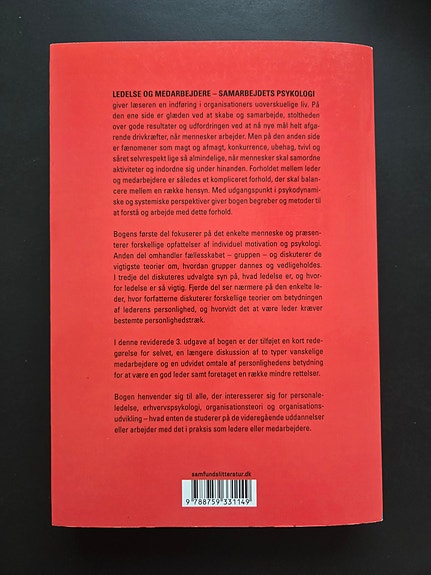 LEDELSE OG MEDARBEJDERE – SAMARBEJDETS PSYKOLOGI
giver læseren en indføring i organisationers uoverskuelige liv. På
den ene side er glæden ved at skabe og samarbejde, stoltheden
over gode resultater og udfordringen ved at nå nye mål helt afgø-
rende drivkræfter, når mennesker arbejder. Men på den anden side
er fænomener som magt og afmagt, konkurrence, ubehag, tvivl og
såret selvrespekt lige så almindelige, når mennesker skal samordne
aktiviteter og indordne sig under hinanden. Forholdet mellem leder
og medarbejdere er således et kompliceret forhold, der skal balan-
cere mellem en række hensyn. Med udgangspunkt i psykodynami-
ske og systemiske perspektiver giver bogen begreber og metoder til
at forstå og arbejde med dette forhold.
Bogens første del fokuserer på det enkelte menneske og præsen-
terer forskellige opfattelser af individuel motivation og psykologi.
Anden del omhandler fællesskabet – gruppen – og diskuterer de
vigtigste teorier om, hvordan grupper dannes og vedligeholdes.
I tredje del diskuteres udvalgte syn på, hvad ledelse er, og hvor-
for ledelse er så vigtig. Fjerde del ser nærmere på den enkelte le-
der, hvor forfatterne diskuterer forskellige teorier om betydningen
af lederens personlighed, og hvorvidt det at være leder kræver
bestemte personlighedstræk.
I denne reviderede 3. udgave af bogen er der tilføjet en kort rede-
gørelse for selvet, en længere diskussion af to typer vanskelige
medarbejdere og en udvidet omtale af personlighedens betydning
for at være en god leder samt foretaget en række mindre rettelser.
Bogen henvender sig til alle, der interesserer sig for personale-
ledelse, erhvervspsykologi, organisationsteori og organisations-
udvikling – hvad enten de studerer på de videregående uddannelser
eller arbejder med det i praksis som ledere eller medarbejdere.
samfundslitteratur.dk
9 788759 331149